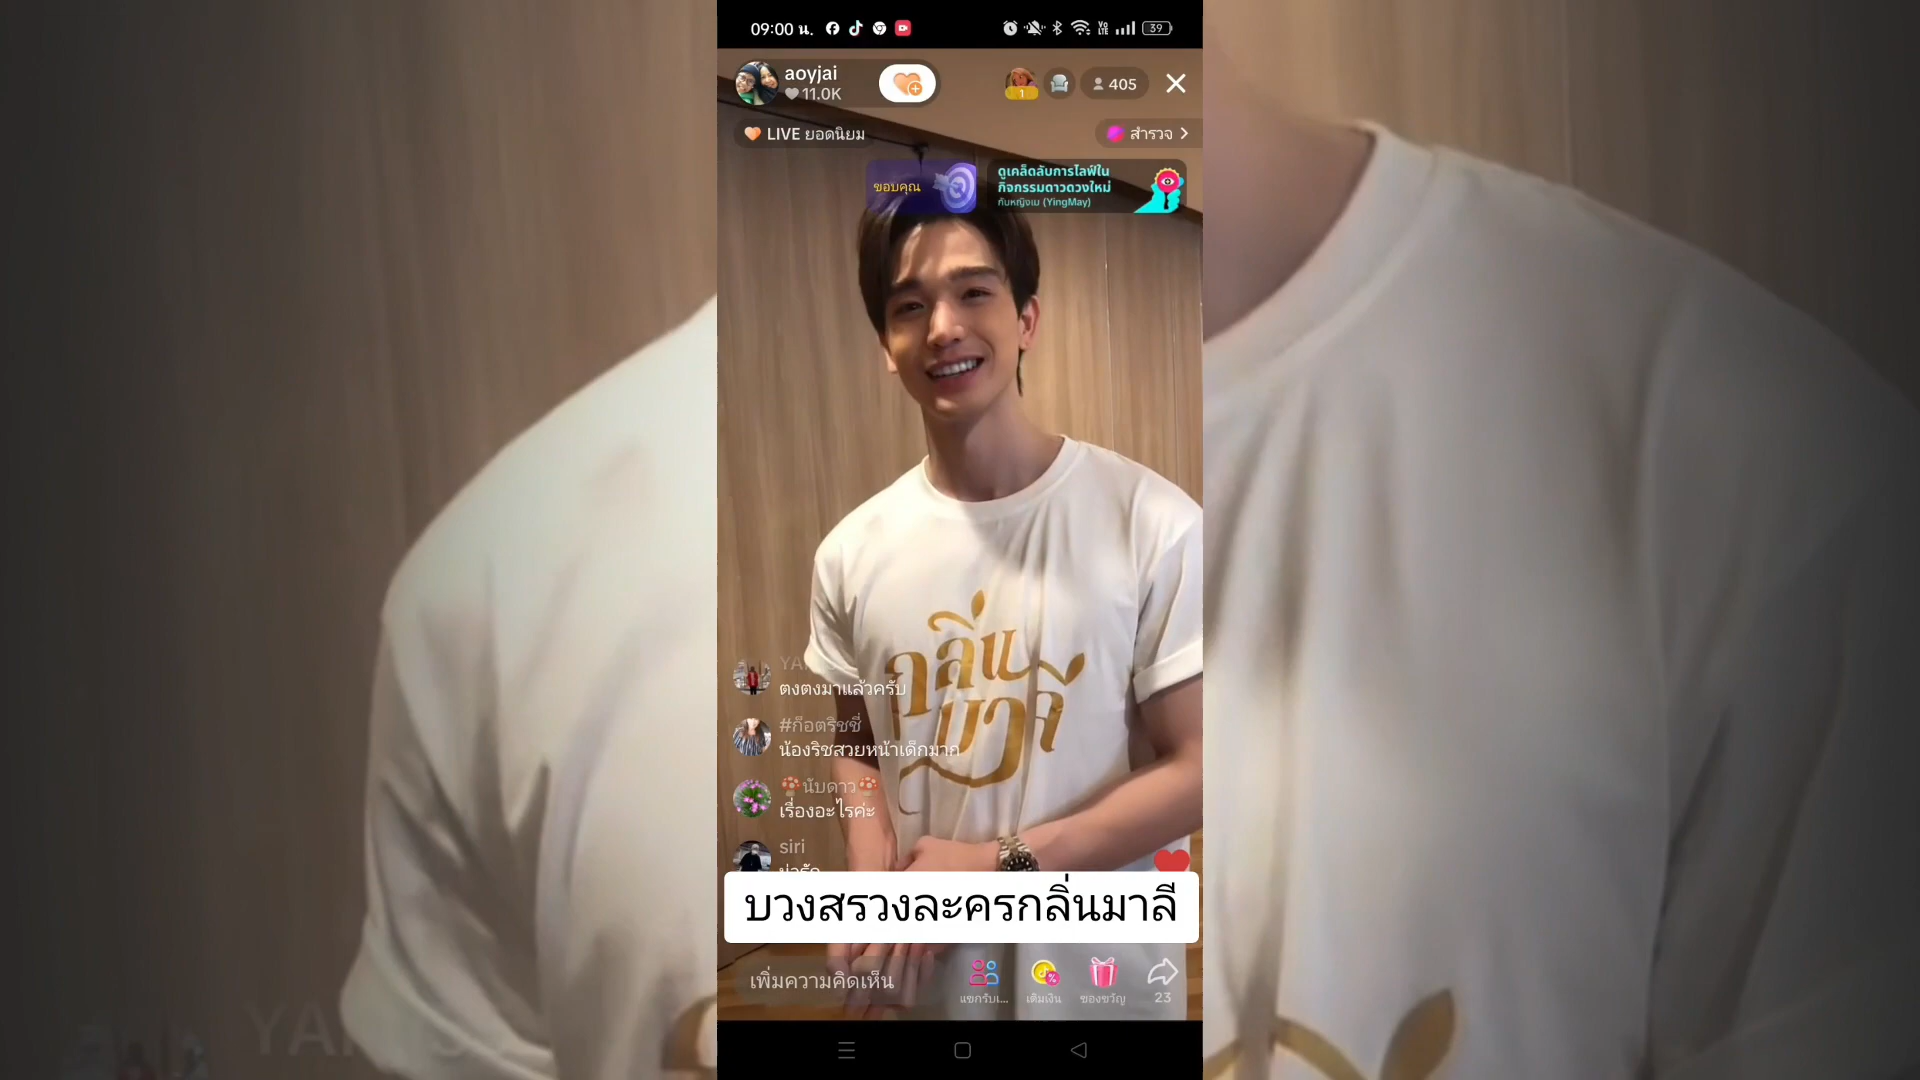 09:00 น.
39
aoyjai
11.0K
1
405
LIVE ยอดนิยม
สำรวจ
ขอบคุณ
ดูเคล็ดลับการไลฟ์ใน
กิจกรรมดาวดวงใหม่
กับหญิงเม (YingMay)
กลิ่น
มาลี
ตงตงมาแล้วครับ
#ก็อตริชชี่
น้องริชสวยหน้าเด็กมาก
🍄นับดาว🍄
เรื่องอะไรค่ะ
siri
บวงสรวงละครกลิ่นมาลี
เพิ่มความคิดเห็น
แขกรับเ...
เติมเงิน
ของขวัญ
23